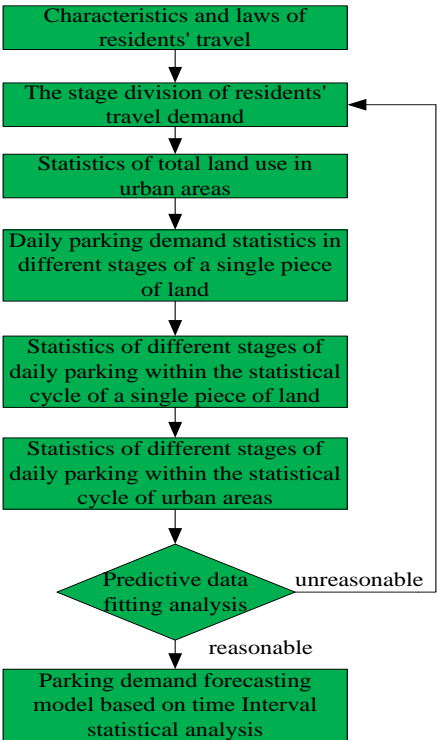 Characteristics and laws of
residents' travel
The stage division of residents'
travel demand
Statistics of total land use in
urban areas
Daily parking demand statistics in
different stages of a single piece
of land
Statistics of different stages of
daily parking within the statistical
cycle of a single piece of land
Statistics of different stages of
daily parking within the statistical
cycle of urban areas
Predictive data
fitting analysis
unreasonable
reasonable
Parking demand forecasting
model based on time Interval
statistical analysis